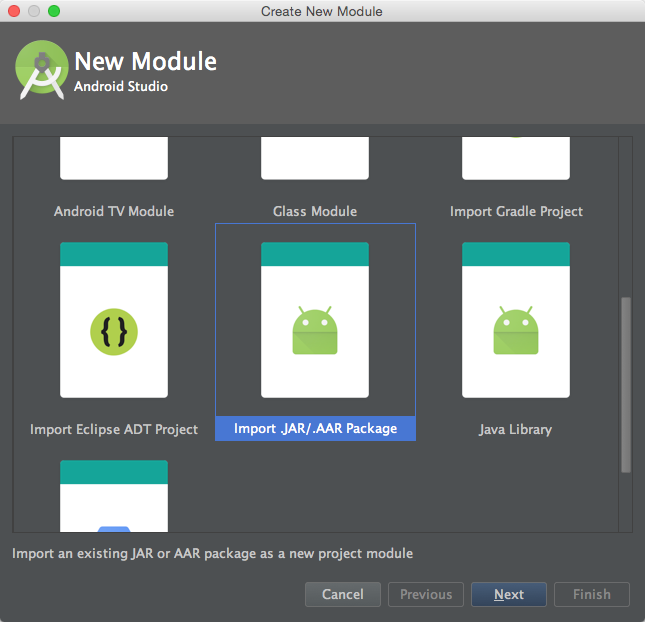 Create New Module
New Module
Android Studio
Android TV Module
Glass Module
Import Gradle Project
{}
Import Eclipse ADT Project
Import .JAR/.AAR Package
Java Library
Import an existing JAR or AAR package as a new project module
Cancel
Previous
Next
Finish